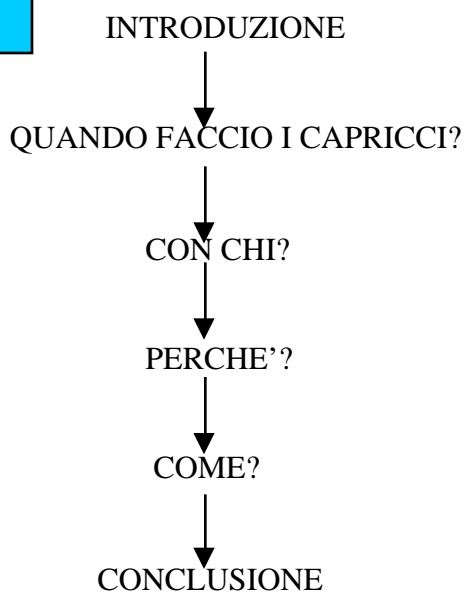 INTRODUZIONE
QUANDO FACCIO I CAPRICCI?
CON CHI?
PERCHE’?
COME?
CONCLUSIONE